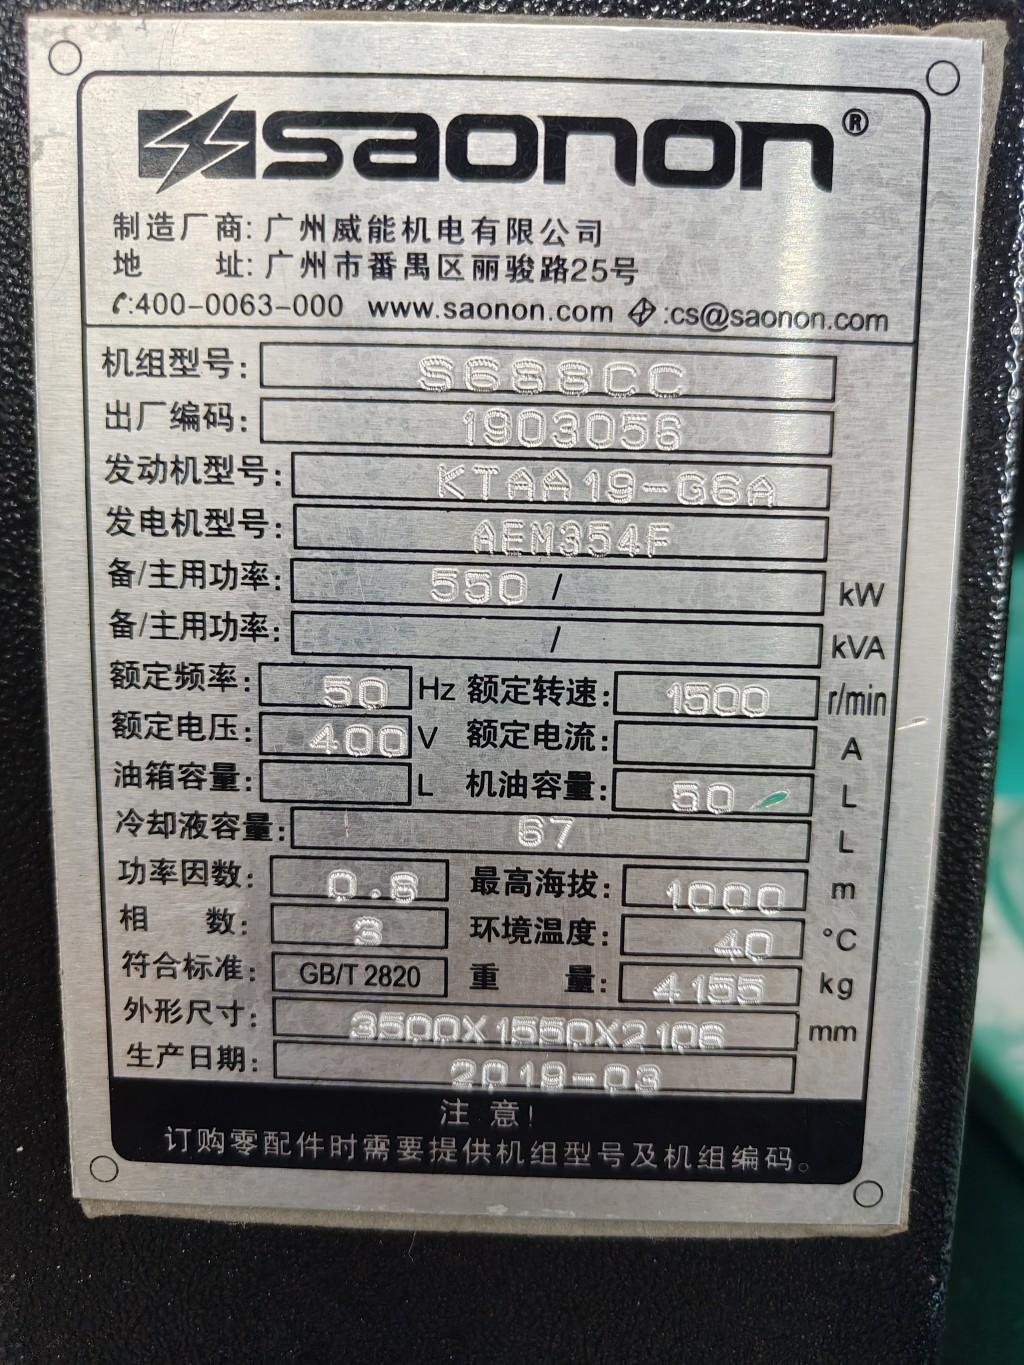 saonon®
制造厂商: 广州威能机电有限公司
地 址: 广州市番禺区丽骏路25号
✆:400-0063-000 www.saonon.com :cs@saonon.com
机组型号: S688CC
出厂编码: 1903056
发动机型号: KTAA19-G6A
发电机型号: AEM354F
备/主用功率: 550 / kW
备/主用功率: / kVA
额定频率: 50 Hz 额定转速: 1500 r/min
额定电压: 400 V 额定电流: A
油箱容量: L 机油容量: 50 L
冷却液容量: 67 L
功率因数: 0.8 最高海拔: 1000 m
相 数: 3 环境温度: 40 °C
符合标准: GB/T 2820 重 量: 4155 kg
外形尺寸: 3500X1550X2106 mm
生产日期: 2019-03
注 意!
订购零配件时需要提供机组型号及机组编码。